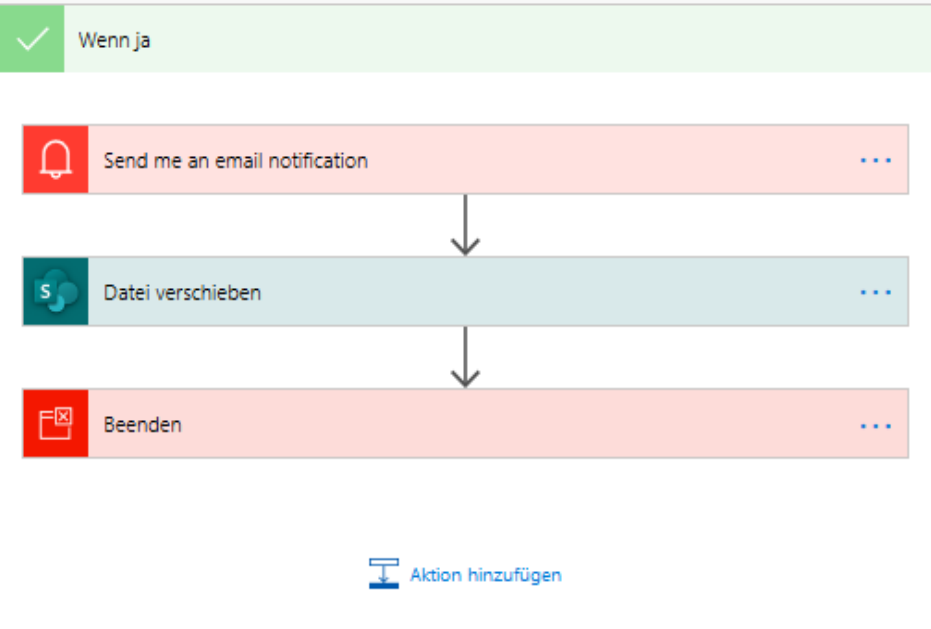 Wenn ja
Send me an email notification
S
Datei verschieben
Beenden
Aktion hinzufügen